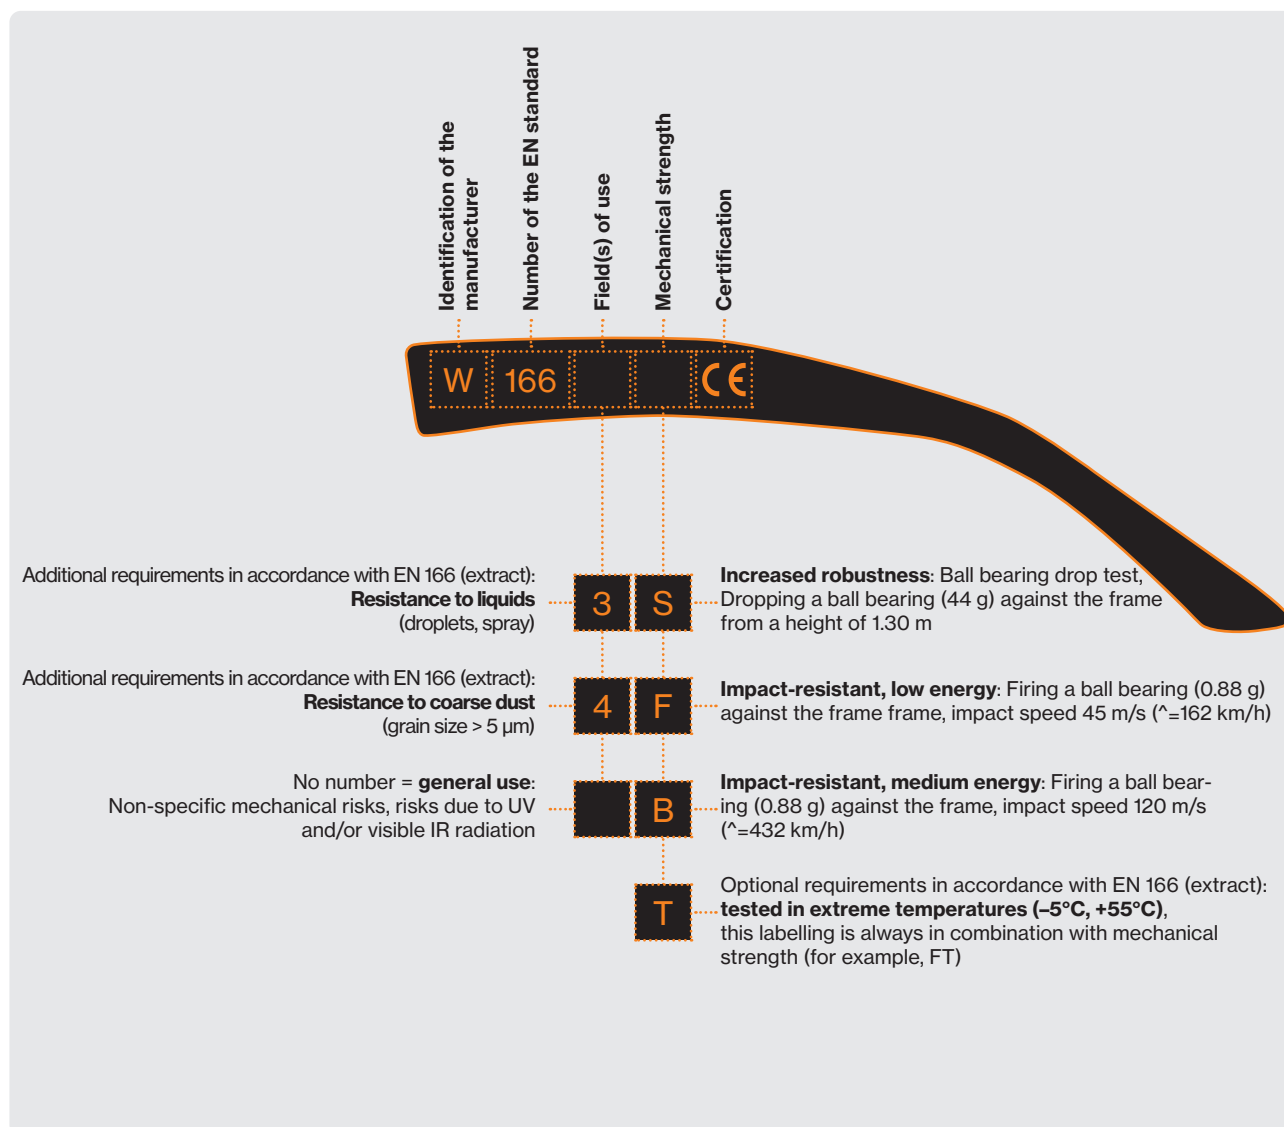 Identification of the
manufacturer
Number of the EN standard
Field(s) of use
Mechanical strength
Certification
W
166
CE
Additional requirements in accordance with EN 166 (extract):
Resistance to liquids
(droplets, spray)
3
S
Increased robustness: Ball bearing drop test,
Dropping a ball bearing (44 g) against the frame
from a height of 1.30 m
Additional requirements in accordance with EN 166 (extract):
Resistance to coarse dust
(grain size > 5 µm)
4
F
Impact-resistant, low energy: Firing a ball bearing (0.88 g)
against the frame frame, impact speed 45 m/s (^=162 km/h)
No number = general use:
Non-specific mechanical risks, risks due to UV
and/or visible IR radiation
B
Impact-resistant, medium energy: Firing a ball bear-
ing (0.88 g) against the frame, impact speed 120 m/s
(^=432 km/h)
T
Optional requirements in accordance with EN 166 (extract):
tested in extreme temperatures (–5°C, +55°C),
this labelling is always in combination with mechanical
strength (for example, FT)